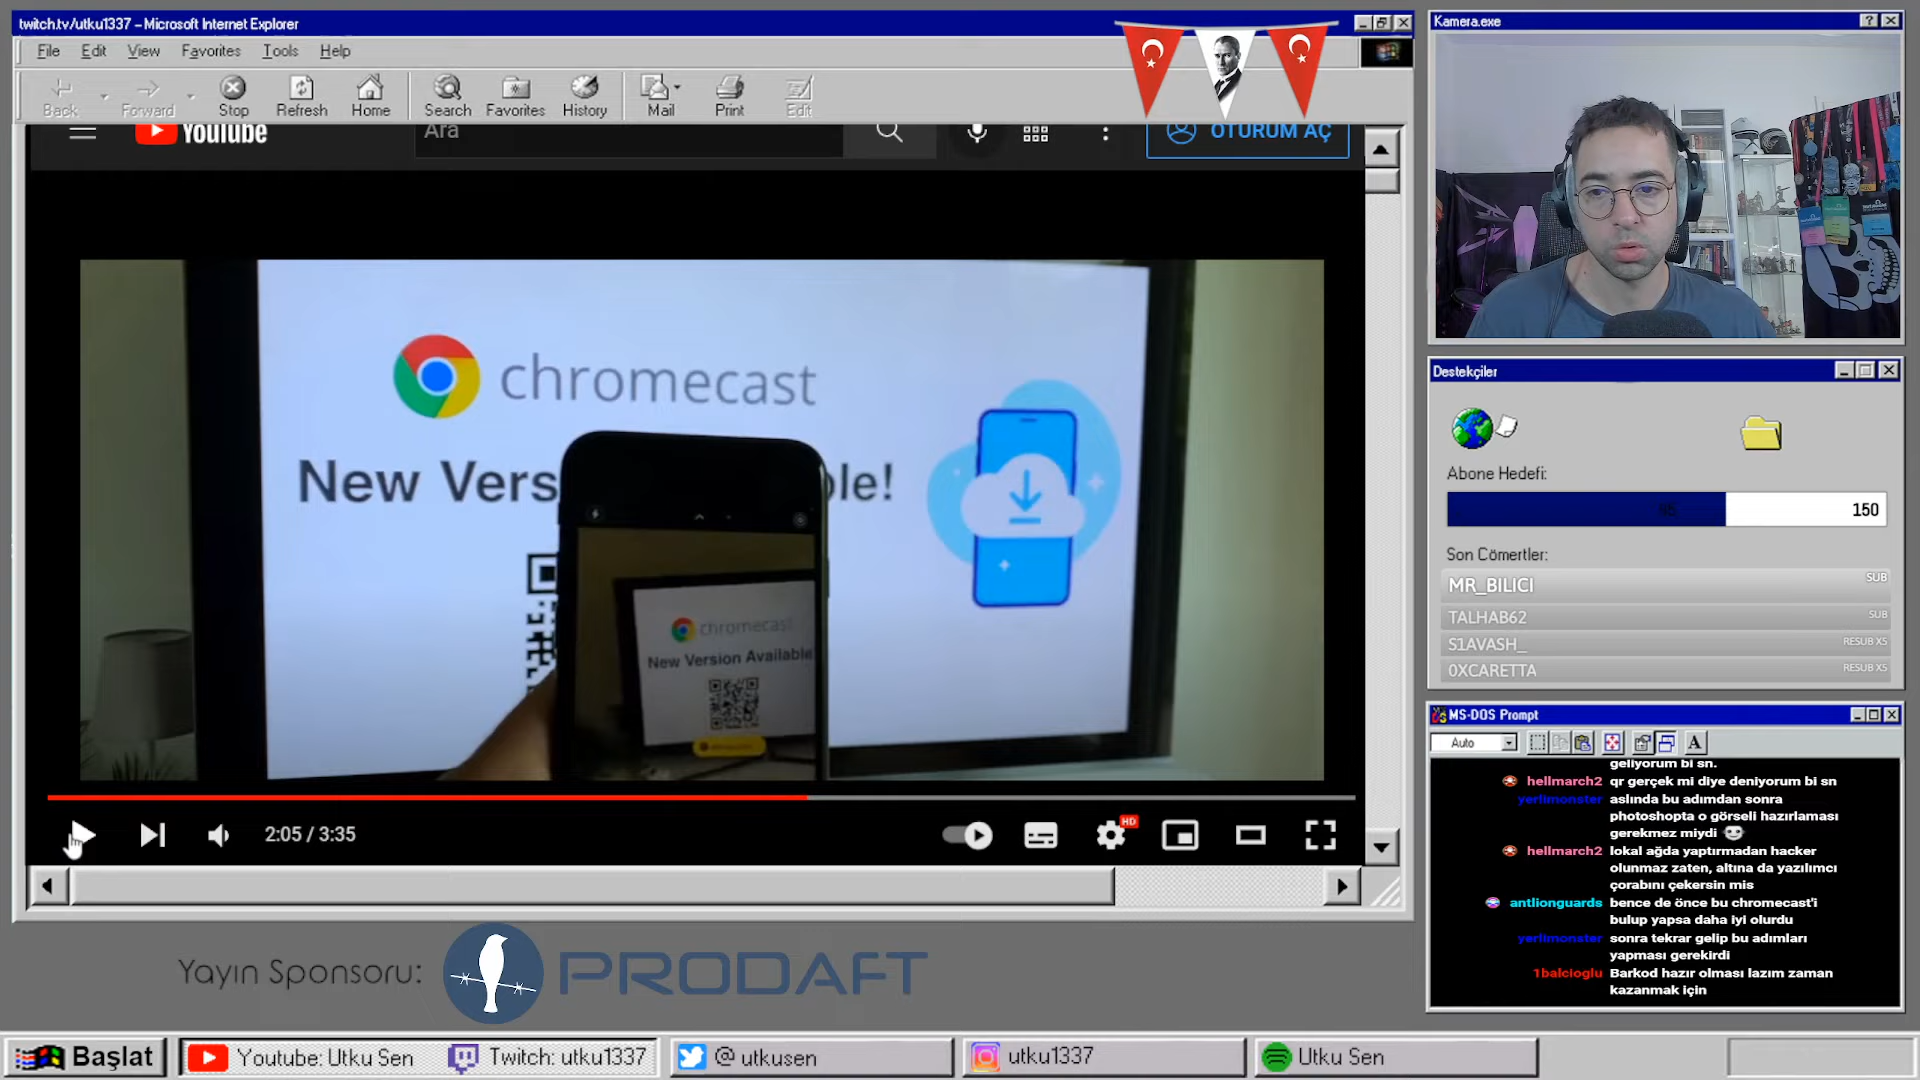 twitch.tv/utku1337 – Microsoft Internet Explorer
File Edit View Favorites Tools Help
Back Forward Stop Refresh Home Search Favorites History Mail Print Edit
YouTube
Ara
OTURUM AÇ
chromecast
New Vers
ble!
chromecast
New Version Available
2:05 / 3:35
HD
Yayın Sponsoru:
PRODAFT
Kamera.exe
Destekçiler
Abone Hedefi:
95
150
Son Cömertler:
MR_BILICI SUB
TALHAB62 SUB
S1AVASH_ RESUB X5
0XCARETTA RESUB X5
MS-DOS Prompt
Auto
A
geliyorum bi sn.
hellmarch2 qr gerçek mi diye deniyorum bi sn
yerlimonster aslında bu adımdan sonra
photoshopta o görseli hazırlaması
gerekmez miydi
hellmarch2 lokal ağda yaptırmadan hacker
olunmaz zaten, altına da yazılımcı
çorabını çekersin mis
antlionguards bence de önce bu chromecast'i
bulup yapsa daha iyi olurdu
yerlimonster sonra tekrar gelip bu adımları
yapması gerekirdi
1balcioglu Barkod hazır olması lazım zaman
kazanmak için
Başlat
Youtube: Utku Sen
Twitch: utku1337
@utkusen
utku1337
Utku Sen